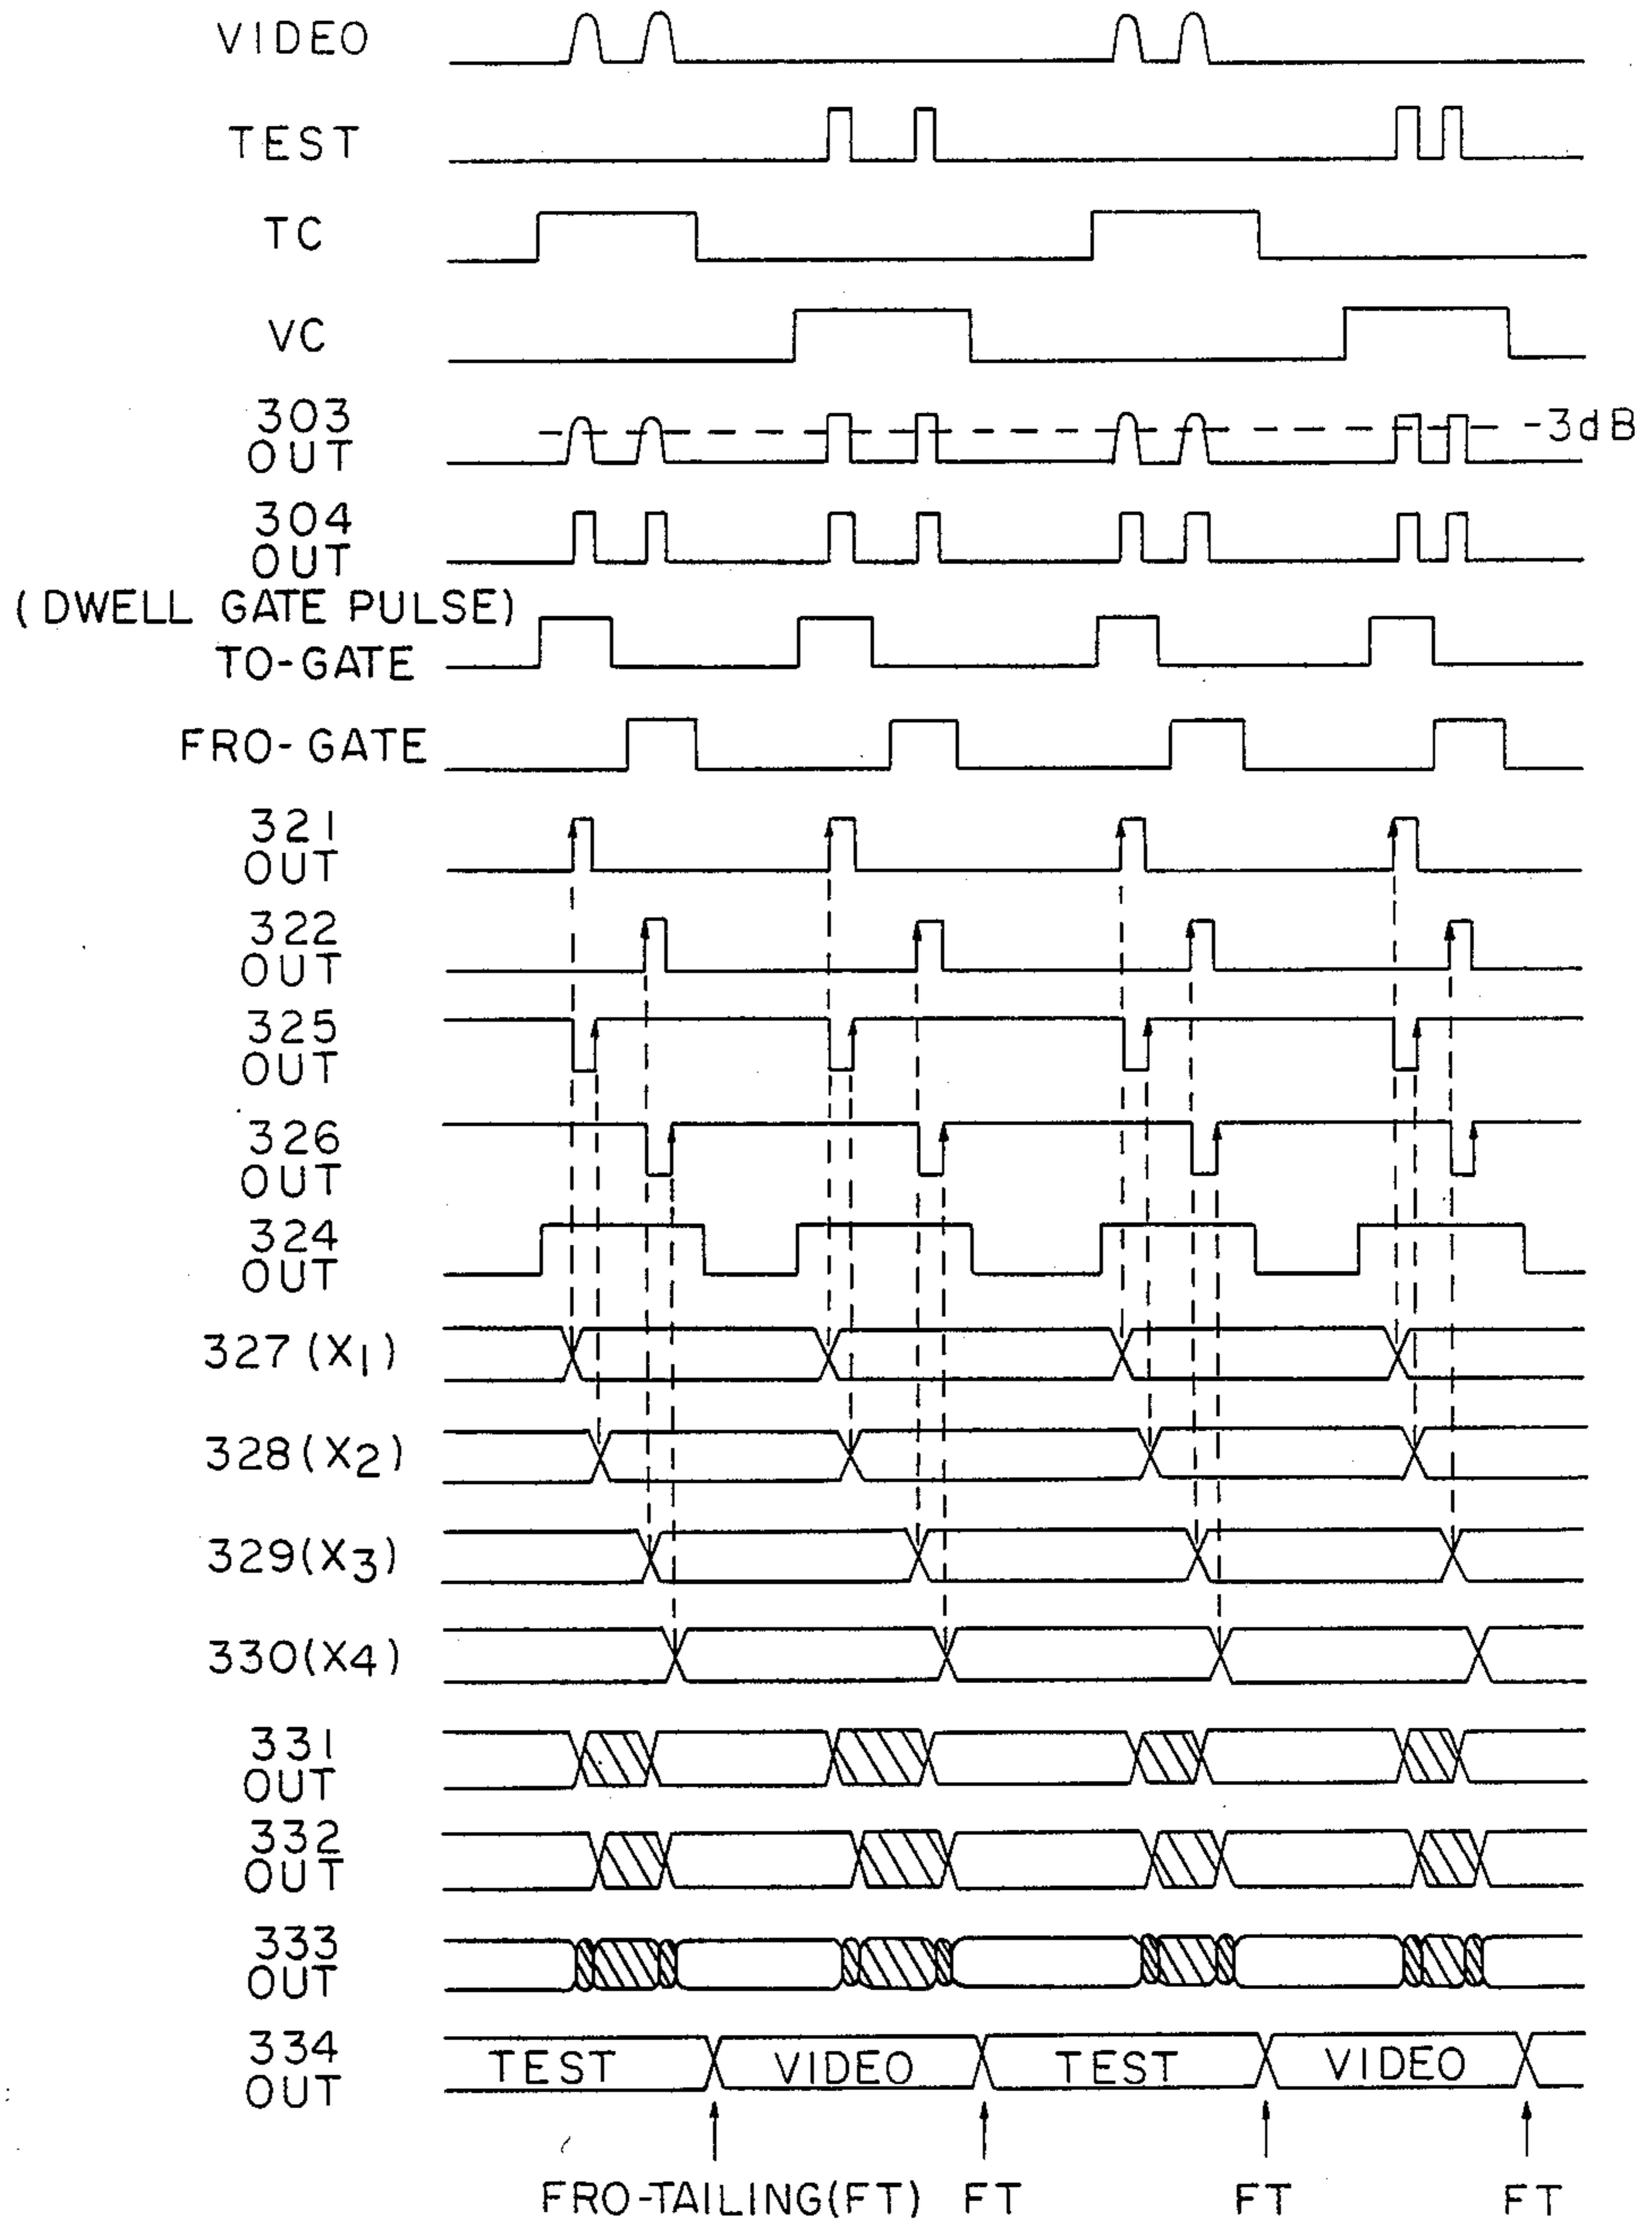 VIDEO
TEST
TC
VC
303
OUT
-3dB
304
OUT
(DWELL GATE PULSE)
TO-GATE
FRO-GATE
321
OUT
322
OUT
325
OUT
326
OUT
324
OUT
327 (X1)
328 (X2)
329(X3)
330(X4)
331
OUT
332
OUT
333
OUT
334
OUT
TEST VIDEO TEST VIDEO
FRO-TAILING(FT) FT FT FT